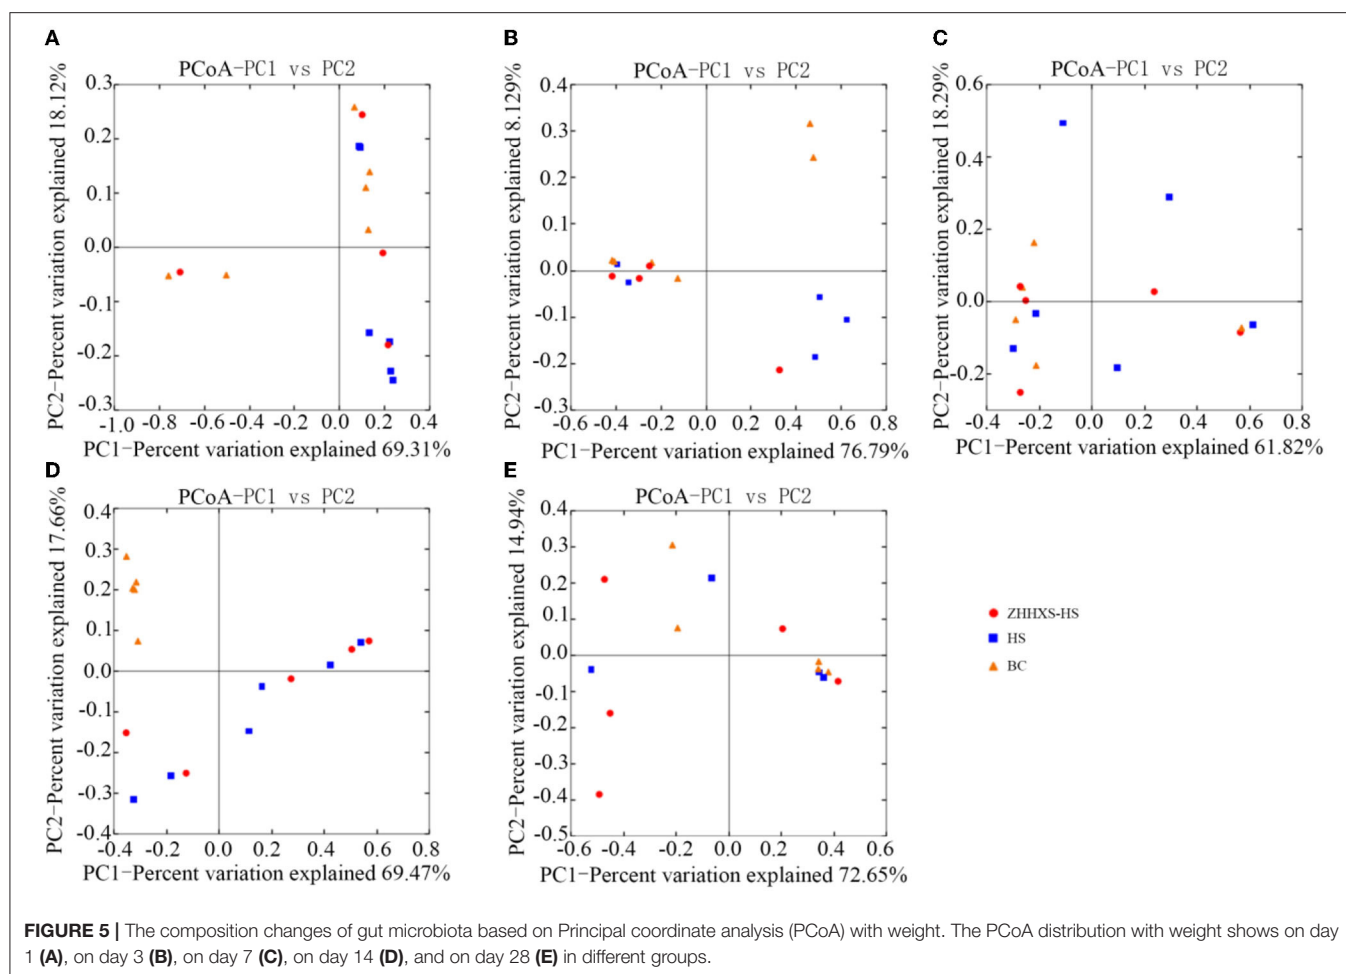 A
PCoA-PC1 vs PC2
PC2-Percent variation explained 18.12%
0.3
0.2
0.1
0.0
-0.1
-0.2
-0.3
-1.0 -0.8 -0.6 -0.4 -0.2 0.0 0.2 0.4
PC1-Percent variation explained 69.31%
B
PCoA-PC1 vs PC2
PC2-Percent variation explained 8.129%
0.4
0.3
0.2
0.1
0.0
-0.1
-0.2
-0.3
-0.6 -0.4 -0.2 0.0 0.2 0.4 0.6 0.8
PC1-Percent variation explained 76.79%
C
PCoA-PC1 vs PC2
PC2-Percent variation explained 18.29%
0.6
0.4
0.2
0.0
-0.2
-0.4 -0.2 0.0 0.2 0.4 0.6 0.8
PC1-Percent variation explained 61.82%
D
PCoA-PC1 vs PC2
PC2-Percent variation explained 17.66%
0.4
0.3
0.2
0.1
0.0
-0.1
-0.2
-0.3
-0.4
-0.4 -0.2 0.0 0.2 0.4 0.6 0.8
PC1-Percent variation explained 69.47%
E
PCoA-PC1 vs PC2
PC2-Percent variation explained 14.94%
0.4
0.3
0.2
0.1
0.0
-0.1
-0.2
-0.3
-0.4
-0.5
-0.6 -0.4 -0.2 0.0 0.2 0.4 0.6
PC1-Percent variation explained 72.65%
ZHHXS-HS
HS
BC
FIGURE 5 | The composition changes of gut microbiota based on Principal coordinate analysis (PCoA) with weight. The PCoA distribution with weight shows on day
1 (A), on day 3 (B), on day 7 (C), on day 14 (D), and on day 28 (E) in different groups.